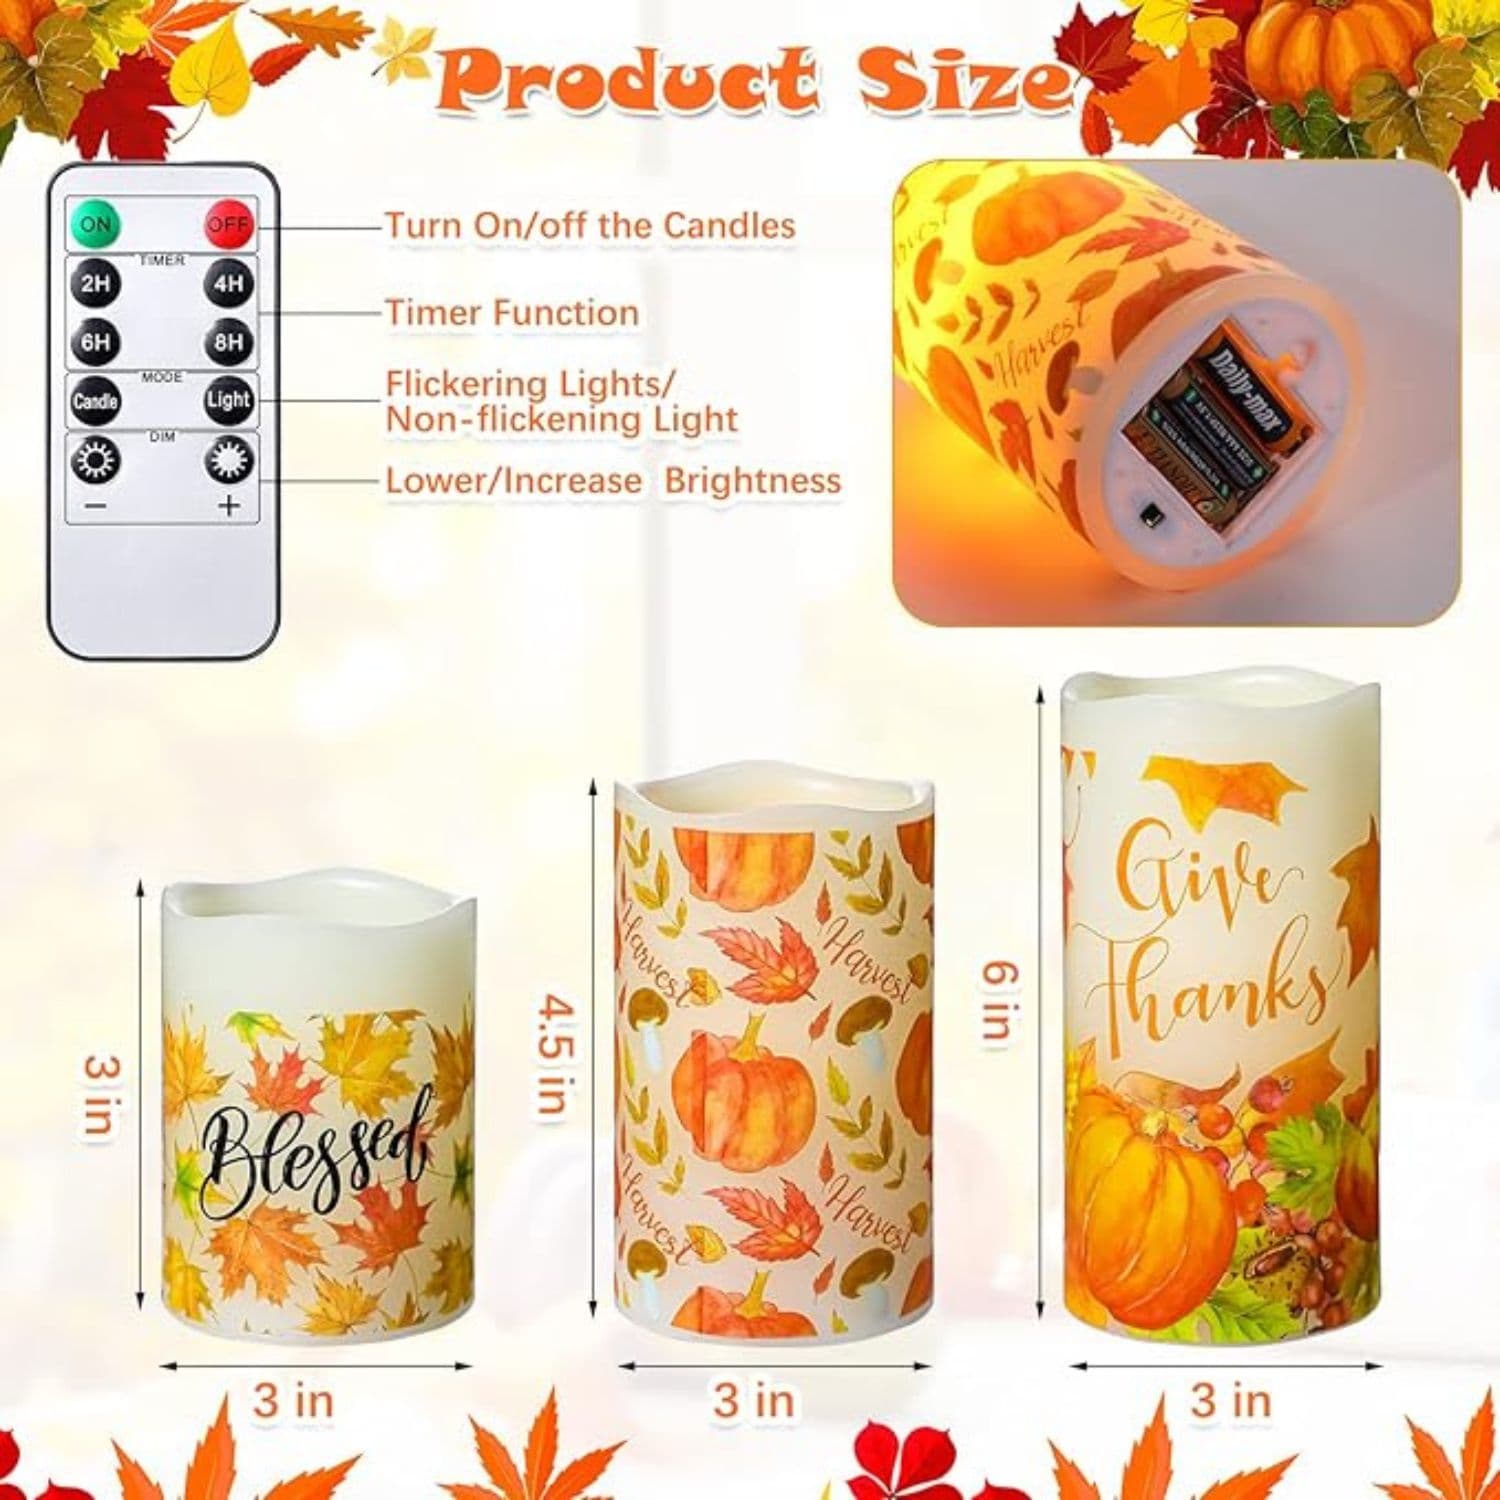 Product Size
ON OFF
TIMER
2H 4H
6H 8H
MODE
Candle Light
DIM
− +
Turn On/off the Candles
Timer Function
Flickering Lights/
Non-flickening Light
Lower/Increase Brightness
Harvest
Daily-max
3 in
Blessed
3 in
4.5 in
Harvest
Harvest
Harvest
Harvest
3 in
6 in
Give
Thanks
3 in